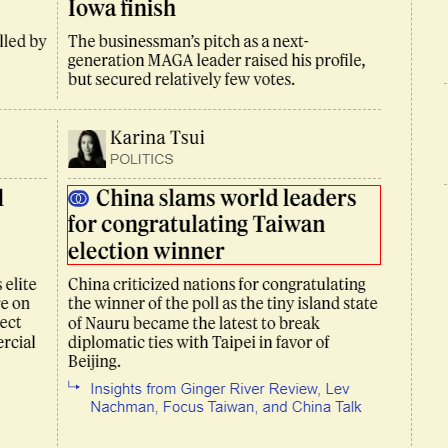 Iowa finish
lled by
The businessman's pitch as a next-
generation MAGA leader raised his profile,
but secured relatively few votes.
Karina Tsui
POLITICS
China slams world leaders
for congratulating Taiwan
election winner
elite
e on
ect
ercial
China criticized nations for congratulating
the winner of the poll as the tiny island state
of Nauru became the latest to break
diplomatic ties with Taipei in favor of
Beijing.
Insights from Ginger River Review, Lev
Nachman, Focus Taiwan, and China Talk